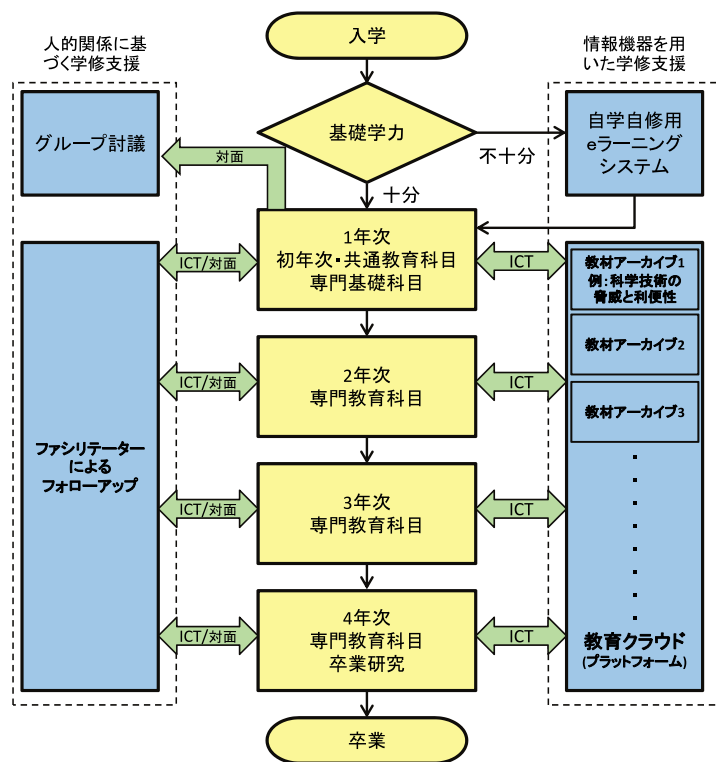 人的関係に基
づく学修支援
入学
情報機器を用
いた学修支援
グループ討議
基礎学力
自学自修用
eラーニング
システム
対面
不十分
十分
1年次
初年次・共通教育科目
専門基礎科目
ICT/対面
ICT
教材アーカイブ1
例:科学技術の
脅威と利便性
教材アーカイブ2
2年次
専門教育科目
ICT/対面
ICT
教材アーカイブ3
ファシリテーター
による
フォローアップ
3年次
専門教育科目
ICT/対面
ICT
4年次
専門教育科目
卒業研究
ICT/対面
ICT
教育クラウド
(プラットフォーム)
卒業